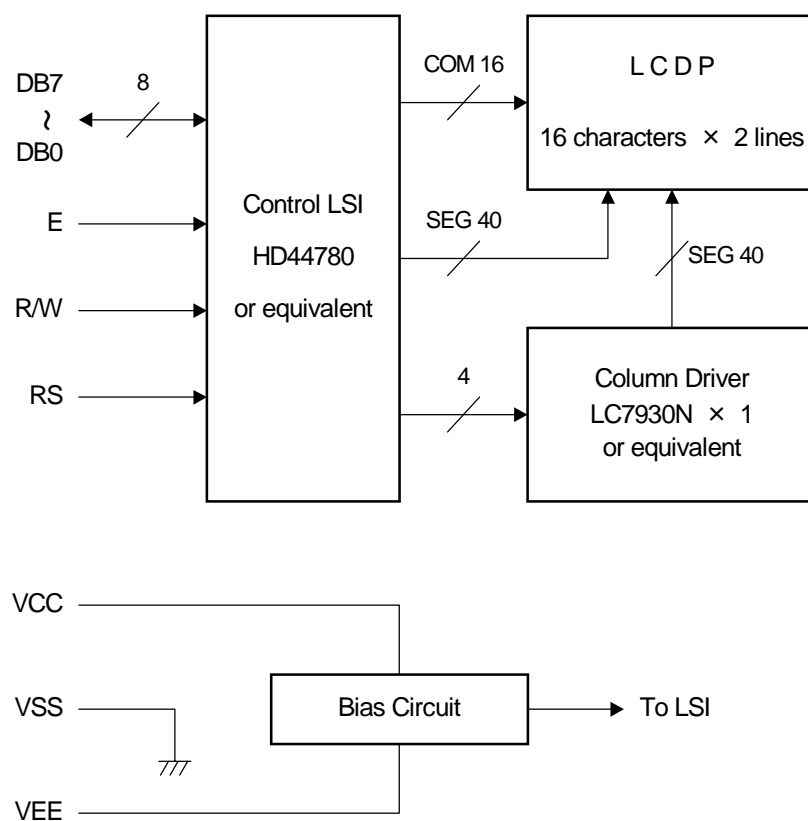 DB7
~
DB0
8
E
R/W
RS
Control LSI
HD44780
or equivalent
COM 16
SEG 40
4
L C D P
16 characters × 2 lines
SEG 40
Column Driver
LC7930N × 1
or equivalent
VCC
VSS
VEE
Bias Circuit
To LSI